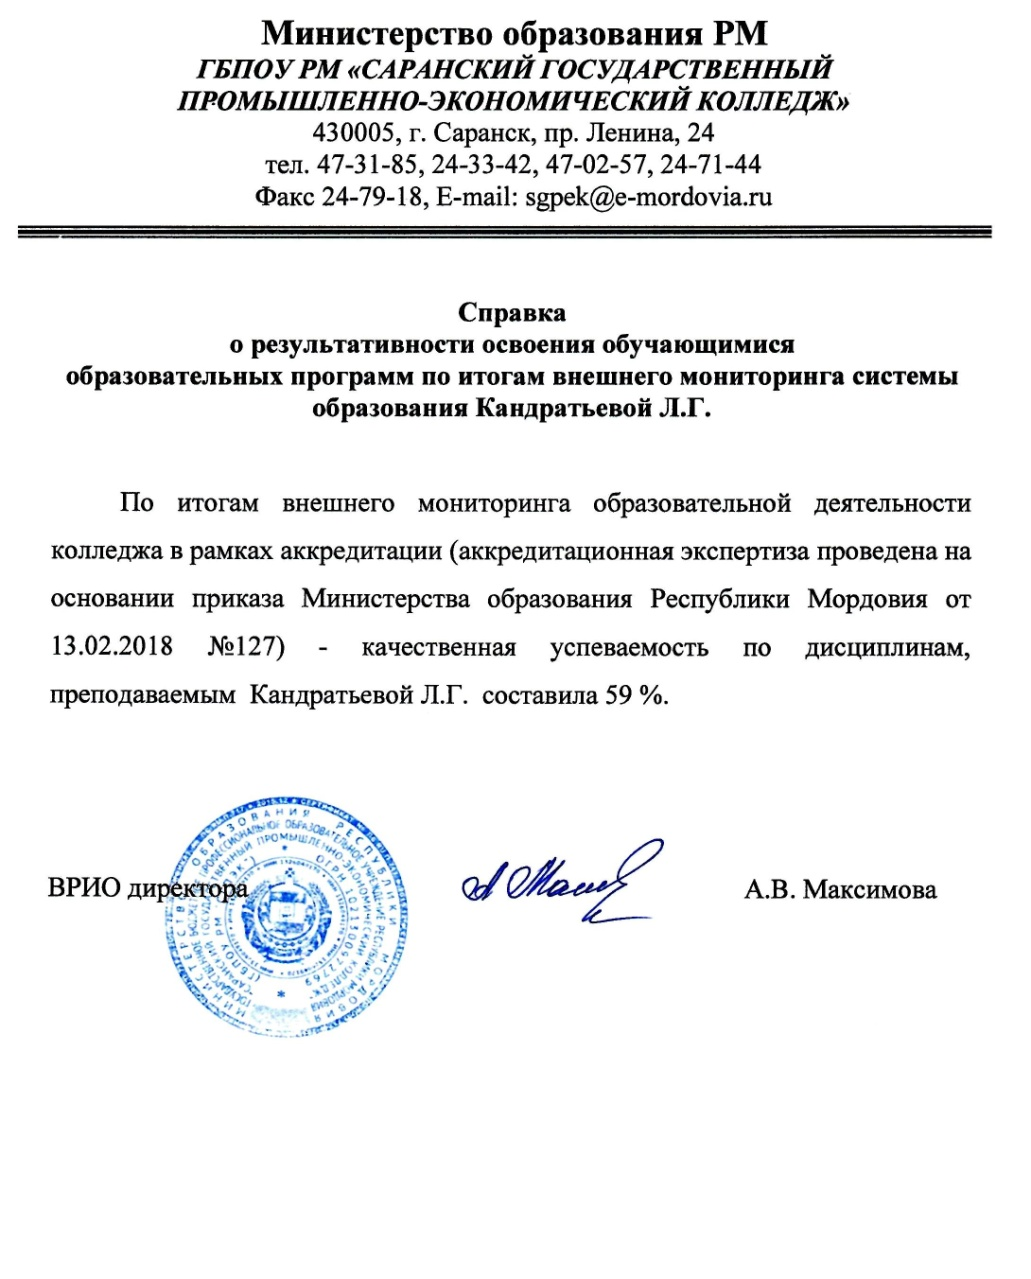 Министерство образования РМ
ГБПОУ РМ «САРАНСКИЙ ГОСУДАРСТВЕННЫЙ
ПРОМЫШЛЕННО-ЭКОНОМИЧЕСКИЙ КОЛЛЕДЖ»
430005, г. Саранск, пр. Ленина, 24
тел. 47-31-85, 24-33-42, 47-02-57, 24-71-44
Факс 24-79-18, E-mail: sgpek@e-mordovia.ru
Справка
о результативности освоения обучающимися
образовательных программ по итогам внешнего мониторинга системы
образования Кандратьевой Л.Г.
По итогам внешнего мониторинга образовательной деятельности
колледжа в рамках аккредитации (аккредитационная экспертиза проведена на
основании приказа Министерства образования Республики Мордовия от
13.02.2018 №127) - качественная успеваемость по дисциплинам,
преподаваемым Кандратьевой Л.Г. составила 59 %.
ВРИО директора
А.В. Максимова
МИНИСТЕРСТВО ОБРАЗОВАНИЯ РЕСПУБЛИКИ МОРДОВИЯ